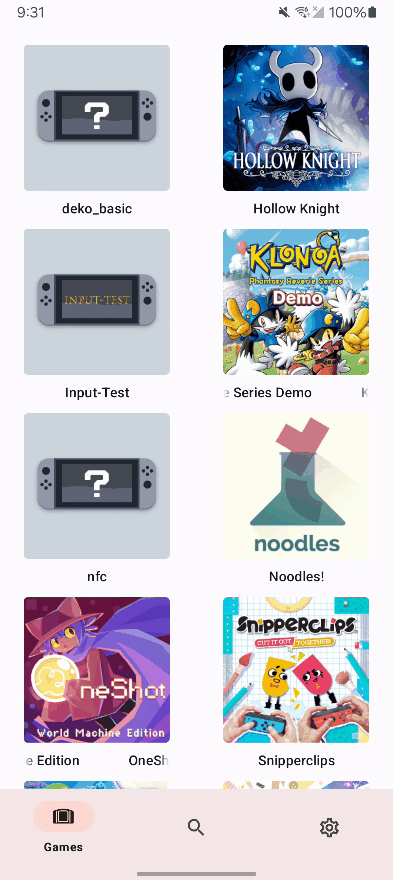 9:31
100%
?
HOLLOW KNIGHT
deko_basic
Hollow Knight
INPUT-TEST
KLONOA
Phantasy Reverie Series
Demo
Input-Test
e Series Demo K
?
noodles
nfc
Noodles!
OneShot
World Machine Edition
SNIPPERCLIPS
CUT IT OUT TOGETHER!
e Edition OneSh
Snipperclips
Games